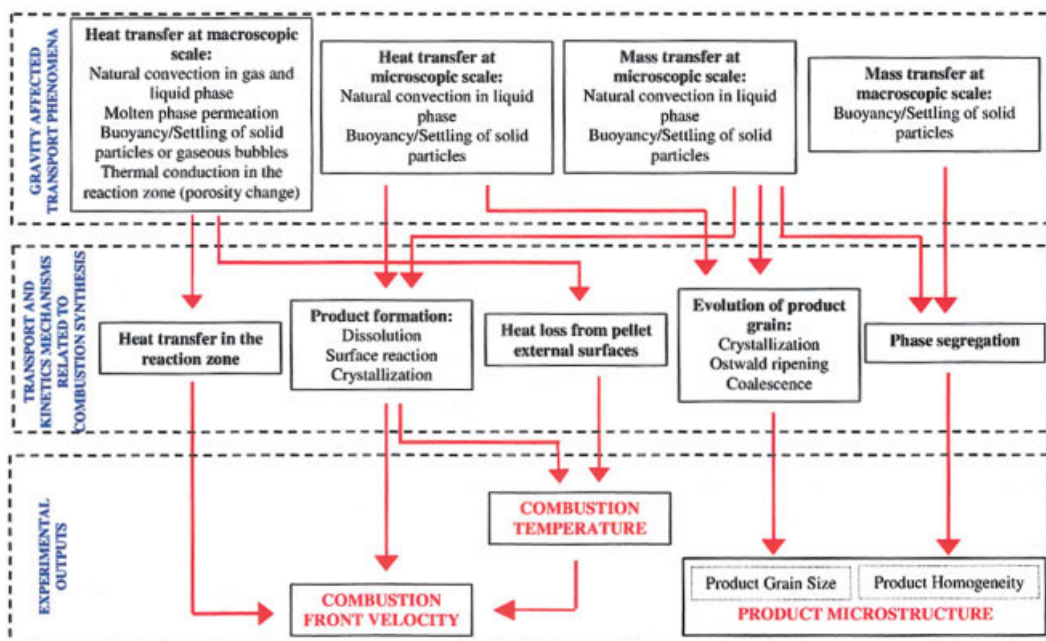 GRAVITY AFFECTED
TRANSPORT PHENOMENA
Heat transfer at macroscopic
scale:
Natural convection in gas and
liquid phase
Molten phase permeation
Buoyancy/Settling of solid
particles or gaseous bubbles
Thermal conduction in the
reaction zone (porosity change)
Heat transfer at
microscopic scale:
Natural convection in liquid
phase
Buoyancy/Settling of solid
particles
Mass transfer at
microscopic scale:
Natural convection in liquid
phase
Buoyancy/Settling of solid
particles
Mass transfer at
macroscopic scale:
Buoyancy/Settling of solid
particles
TRANSPORT AND
KINETICS MECHANISMS
RELATED TO
COMBUSTION SYNTHESIS
Heat transfer in the
reaction zone
Product formation:
Dissolution
Surface reaction
Crystallization
Heat loss from pellet
external surfaces
Evolution of product
grain:
Crystallization
Ostwald ripening
Coalescence
Phase segregation
EXPERIMENTAL
OUTPUTS
COMBUSTION
TEMPERATURE
COMBUSTION
FRONT VELOCITY
Product Grain Size
Product Homogeneity
PRODUCT MICROSTRUCTURE